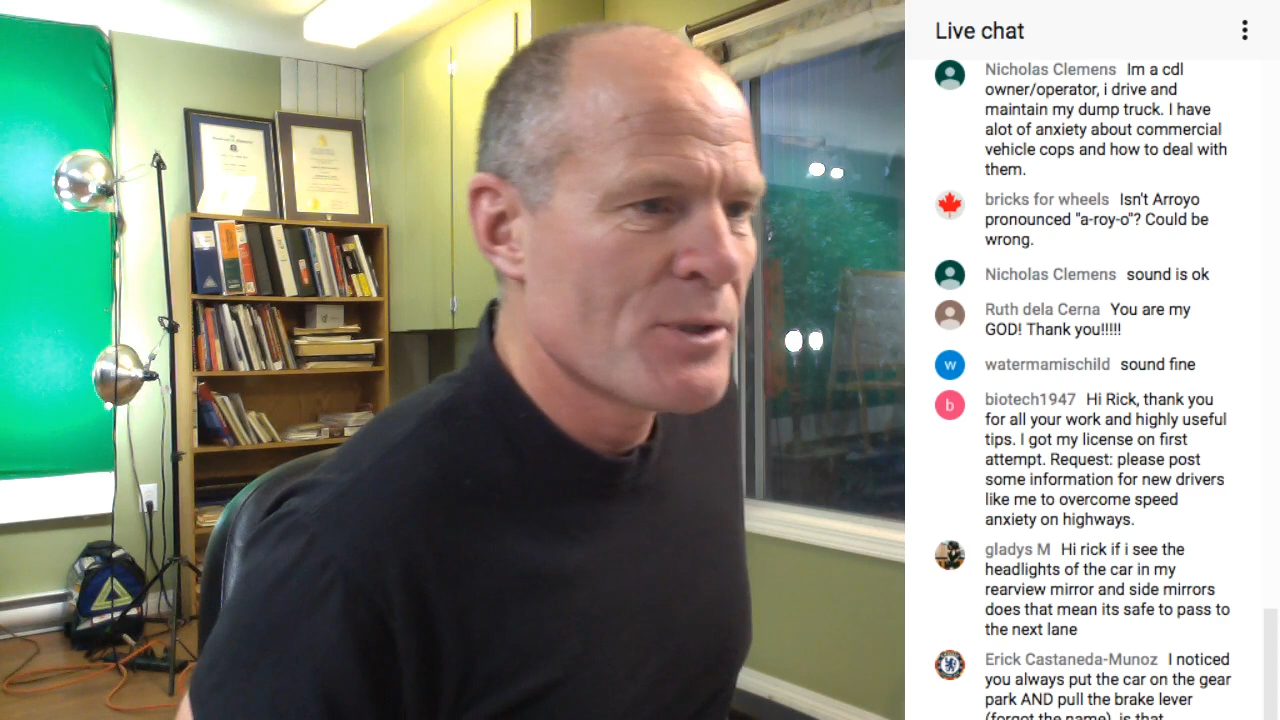 Live chat
Nicholas Clemens Im a cdl
owner/operator, i drive and
maintain my dump truck. I have
alot of anxiety about commercial
vehicle cops and how to deal with
them.
bricks for wheels Isn't Arroyo
pronounced "a-roy-o"? Could be
wrong.
Nicholas Clemens sound is ok
Ruth dela Cerna You are my
GOD! Thank you!!!!!
w
watermamischild sound fine
b
biotech1947 Hi Rick, thank you
for all your work and highly useful
tips. I got my license on first
attempt. Request: please post
some information for new drivers
like me to overcome speed
anxiety on highways.
gladys M Hi rick if i see the
headlights of the car in my
rearview mirror and side mirrors
does that mean its safe to pass to
the next lane
Erick Castaneda-Munoz I noticed
you always put the car on the gear
park AND pull the brake lever
(forgot the name), is that